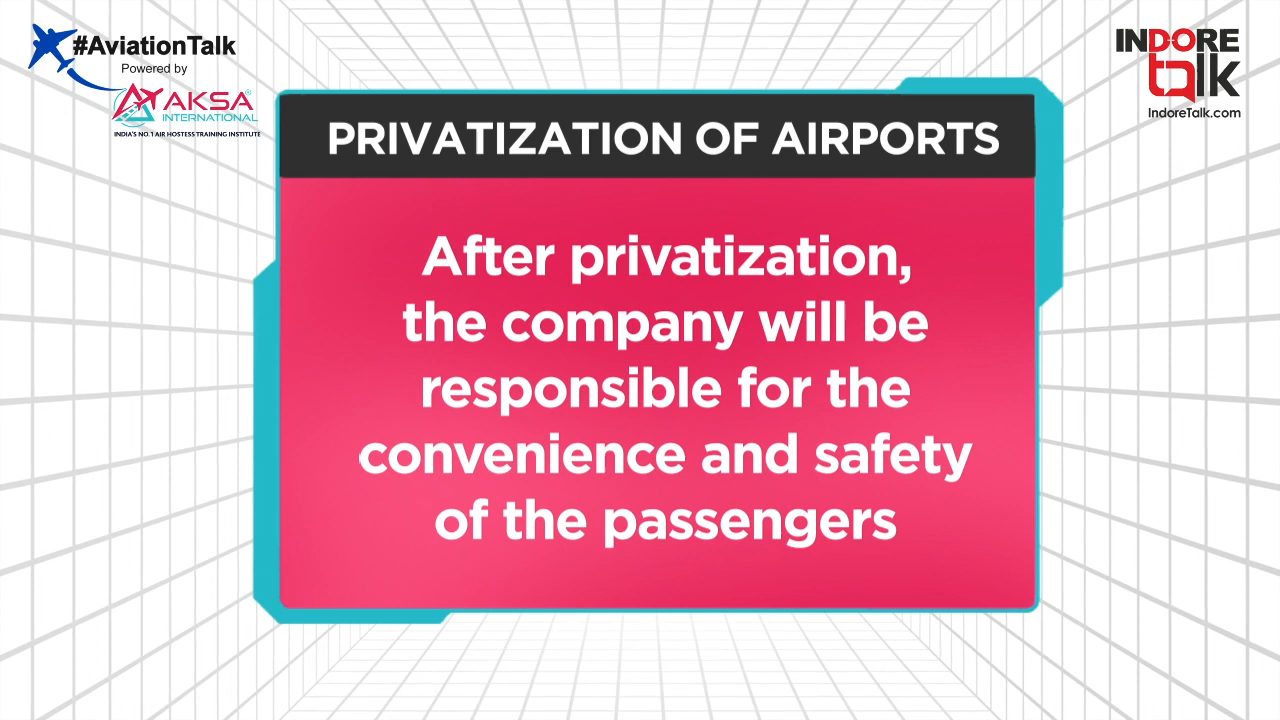 #AviationTalk
Powered by
AKSA
INTERNATIONAL
INDIA'S NO.1 AIR HOSTESS TRAINING INSTITUTE
INDORE
talk
IndoreTalk.com
PRIVATIZATION OF AIRPORTS
After privatization,
the company will be
responsible for the
convenience and safety
of the passengers